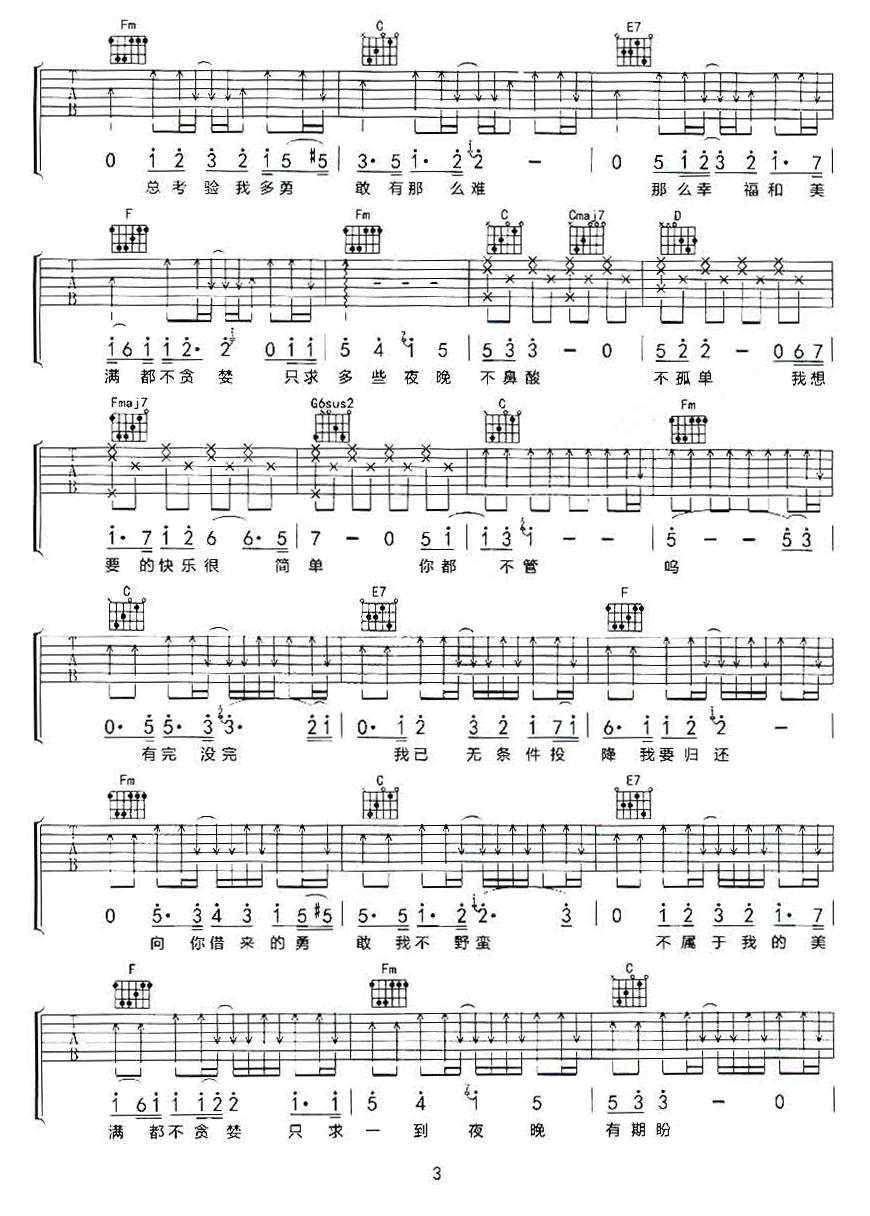 Fm C E7
T A B
0 1 2 3 2 1 5 #5 | 3· 5 1· 2 2 — | 0 5 1 2 3 2 1· 7
总考验我多勇 敢有那么难 那么幸福和美
F Fm C Cmaj7 D
T A B
1 6 1 1 2· 2 0 1 1 | 5 4 1 5 | 5 3 3 — 0 | 5 2 2 — 0 6 7
满都不贪婪 只求多些夜晚 不鼻酸 不孤单 我想
Fmaj7 G6sus2 C Fm
T A B
1· 7 1 2 6 6· 5 | 7 — 0 5 1 | 1 3 1 — — | 5 — — 5 3 |
要的快乐很 简单 你都 不管 呜
C E7 F
T A B
0· 5 5· 3 3· 2 1 | 0· 1 2 3 2 1 7 1 | 6· 1 1 2 2 — |
有完没完 我已 无条件投 降我要归还
Fm C E7
T A B
0 5· 3 4 3 1 5 #5 | 5· 5 1· 2 2· 3 | 0 1 2 3 2 1· 7 |
向你借来的勇 敢我不野蛮 不属于我的美
F Fm C
T A B
1 6 1 1 1 2 2 1· 1 | 5 4 1 5 | 5 3 3 — 0 |
满都不贪婪 只求一到夜晚 有期盼
3